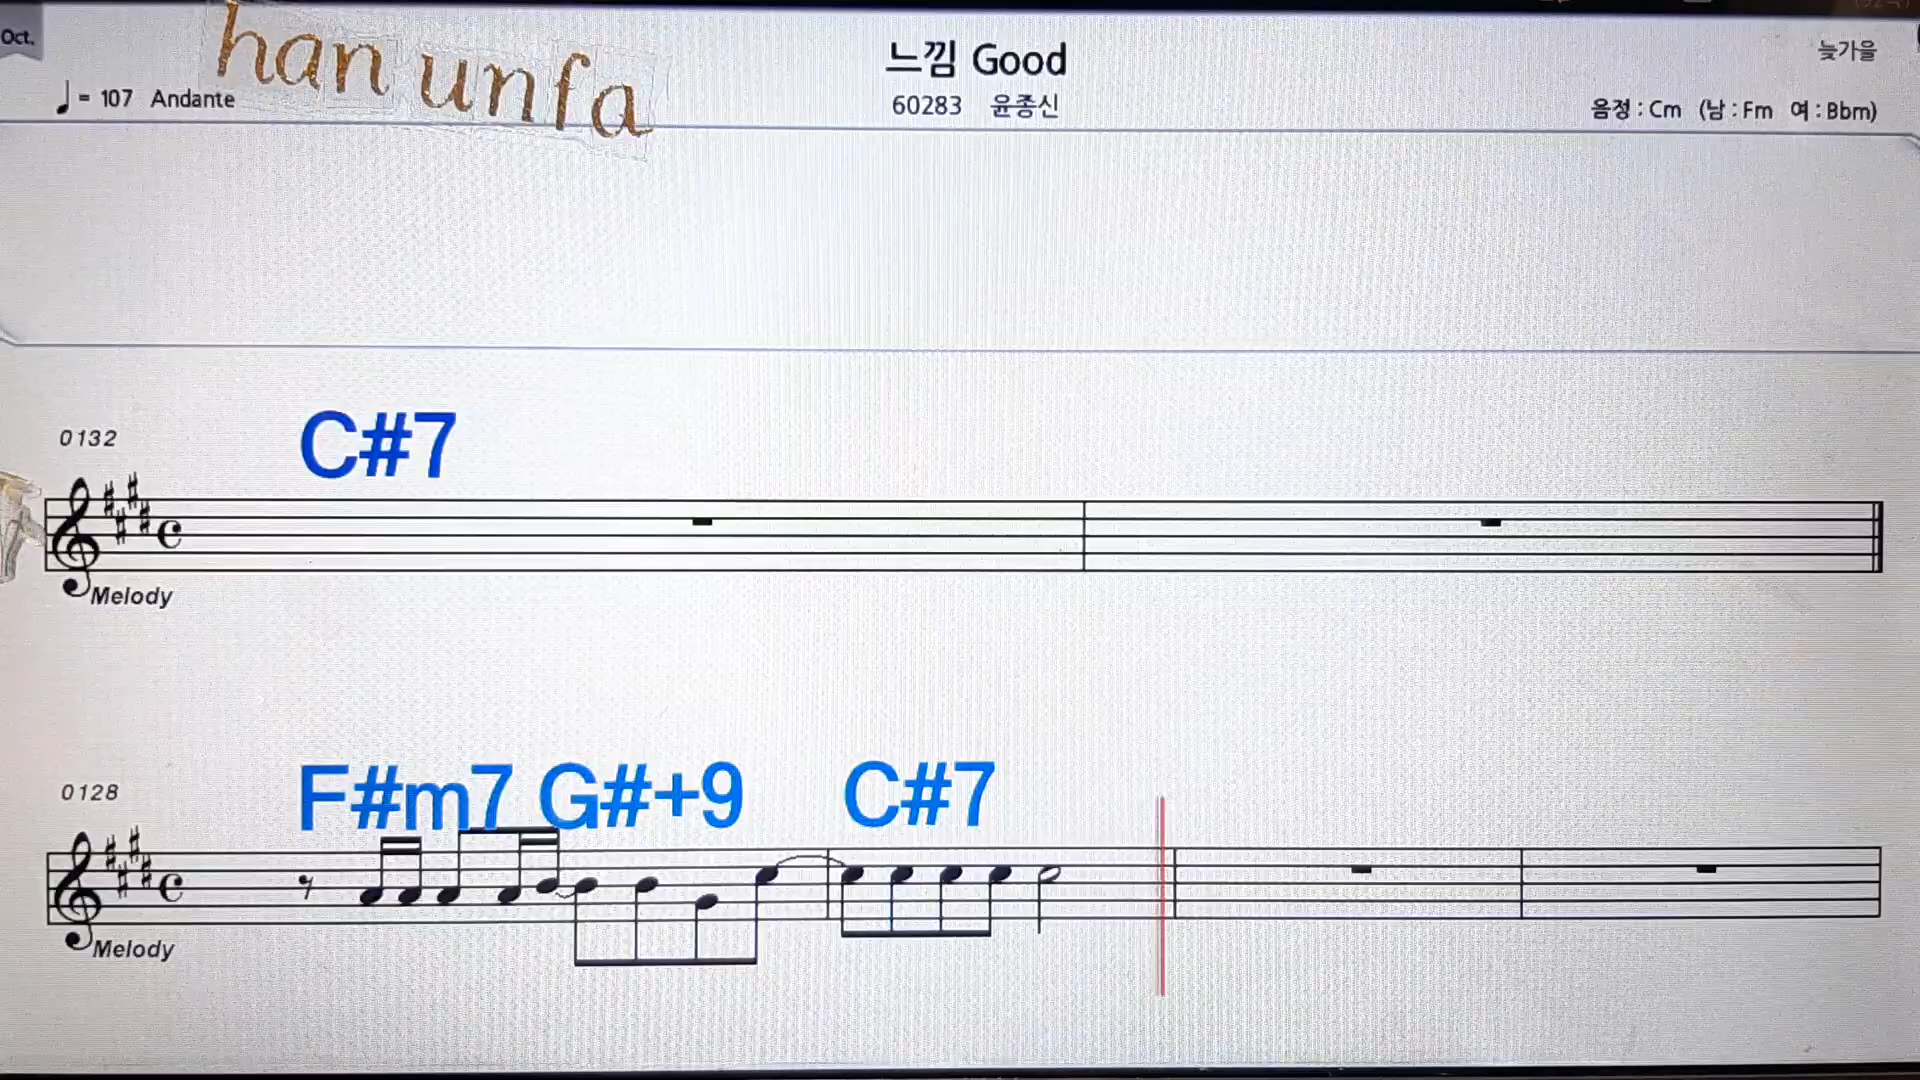 Oct.
han unfa
느낌 Good
늦가을
♩= 107 Andante
60283 윤종신
음정 : Cm (남 : Fm 여 : Bbm)
0132
C#7
Melody
0128
F#m7 G#+9 C#7
Melody